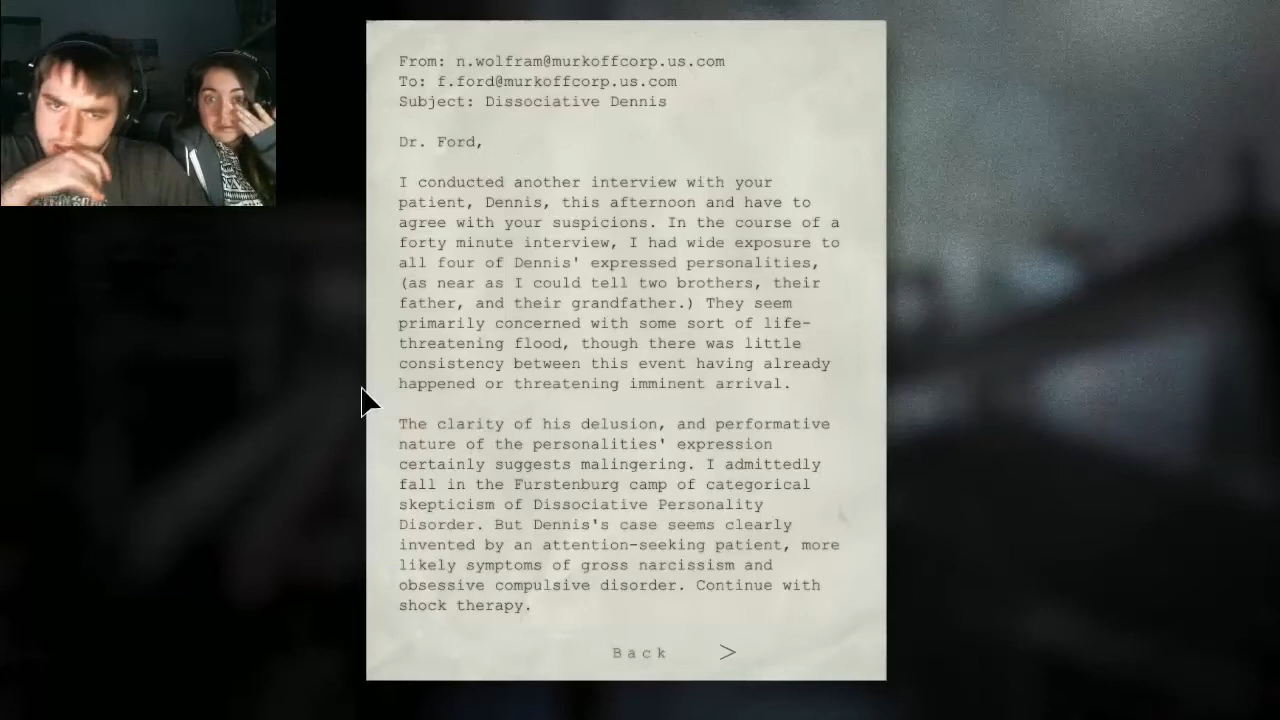 From: n.wolfram@murkoffcorp.us.com
To: f.ford@murkoffcorp.us.com
Subject: Dissociative Dennis
Dr. Ford,
I conducted another interview with your
patient, Dennis, this afternoon and have to
agree with your suspicions. In the course of a
forty minute interview, I had wide exposure to
all four of Dennis' expressed personalities,
(as near as I could tell two brothers, their
father, and their grandfather.) They seem
primarily concerned with some sort of life-
threatening flood, though there was little
consistency between this event having already
happened or threatening imminent arrival.
The clarity of his delusion, and performative
nature of the personalities' expression
certainly suggests malingering. I admittedly
fall in the Furstenburg camp of categorical
skepticism of Dissociative Personality
Disorder. But Dennis's case seems clearly
invented by an attention-seeking patient, more
likely symptoms of gross narcissism and
obsessive compulsive disorder. Continue with
shock therapy.
Back >